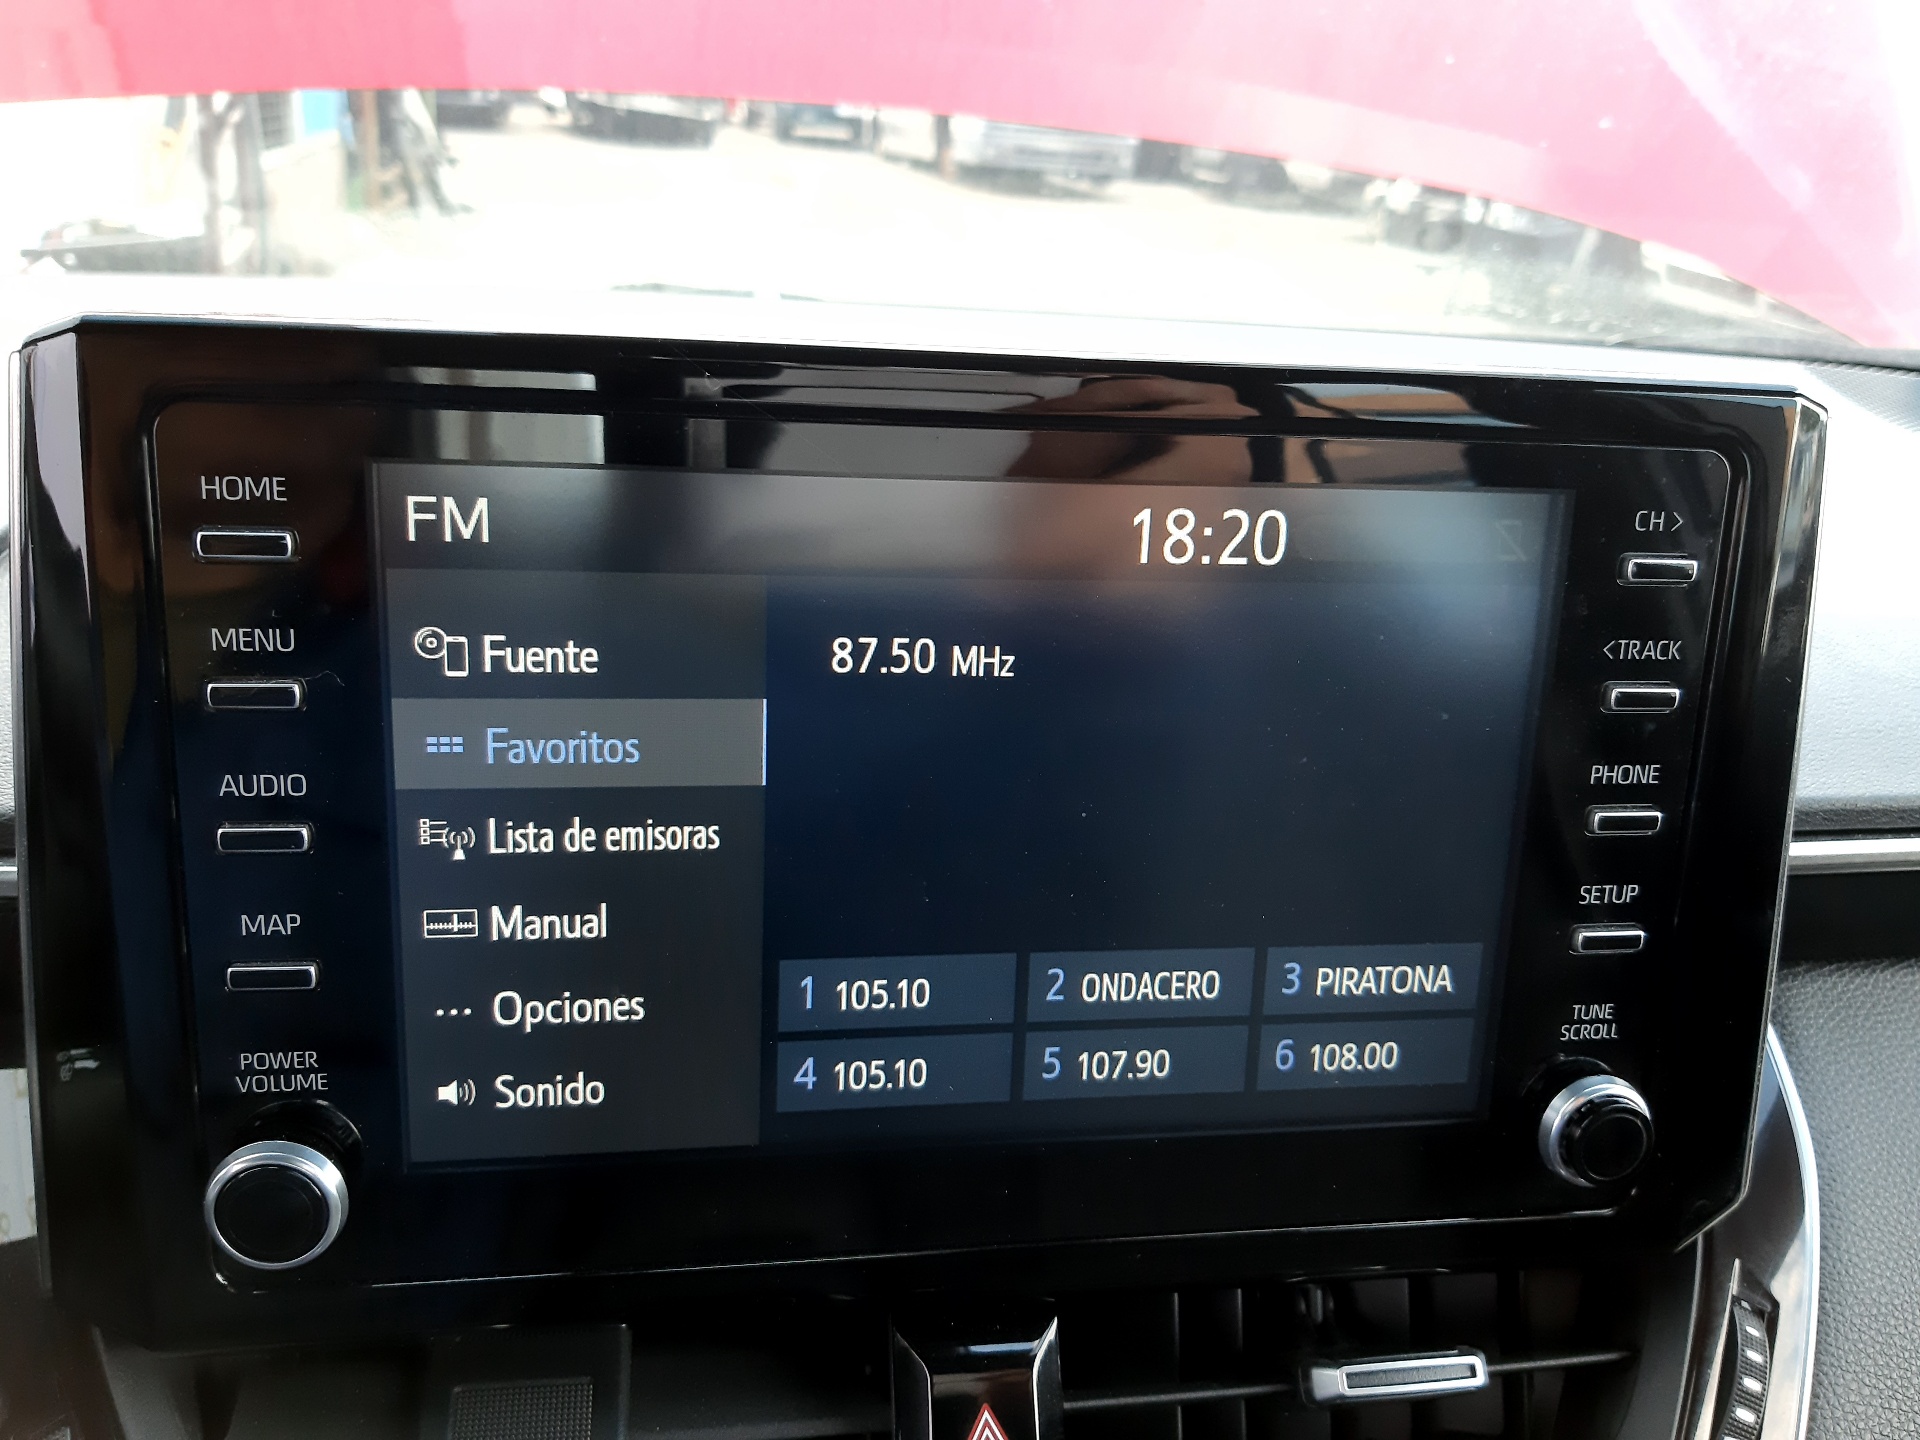 HOME
MENU
AUDIO
MAP
POWER
VOLUME
FM
18:20
Fuente
Favoritos
Lista de emisoras
Manual
Opciones
Sonido
87.50 MHz
1 105.10
2 ONDACERO
3 PIRATONA
4 105.10
5 107.90
6 108.00
CH >
< TRACK
PHONE
SETUP
TUNE
SCROLL